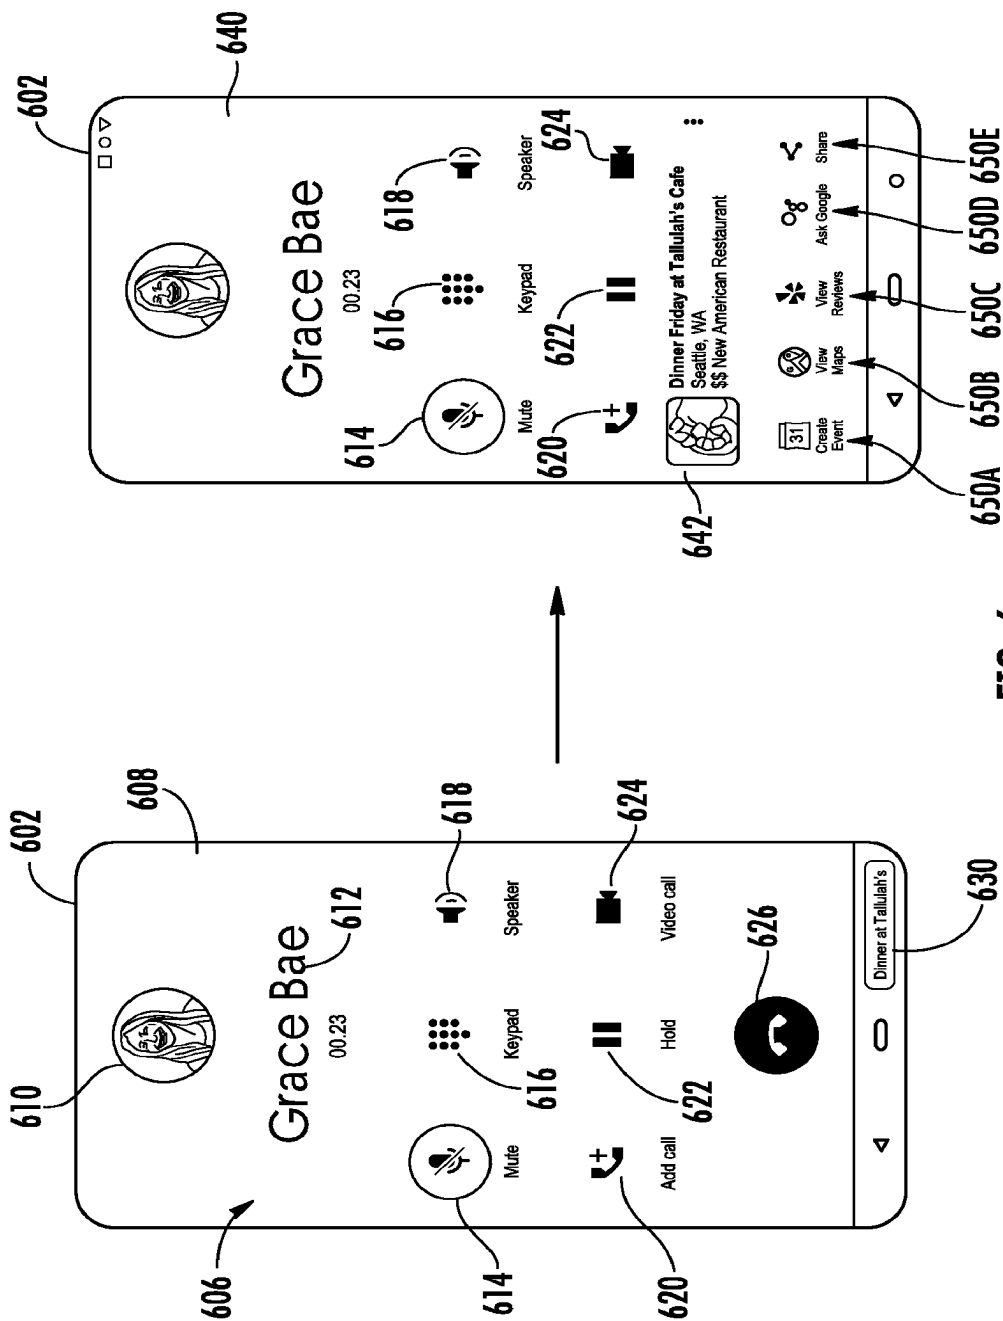 602
610
608
606
Grace Bae
612
00.23
614
Mute
616
Keypad
618
Speaker
620
Add call
622
Hold
624
Video call
626
Dinner at Tallulah's
630
602
640
Grace Bae
00.23
614
Mute
616
Keypad
618
Speaker
620
622
624
642
Dinner Friday at Tallulah's Cafe
Seattle, WA
$$ New American Restaurant
31
Create
Event
View
Maps
View
Reviews
Ask Google
Share
650A
650B
650C
650D
650E